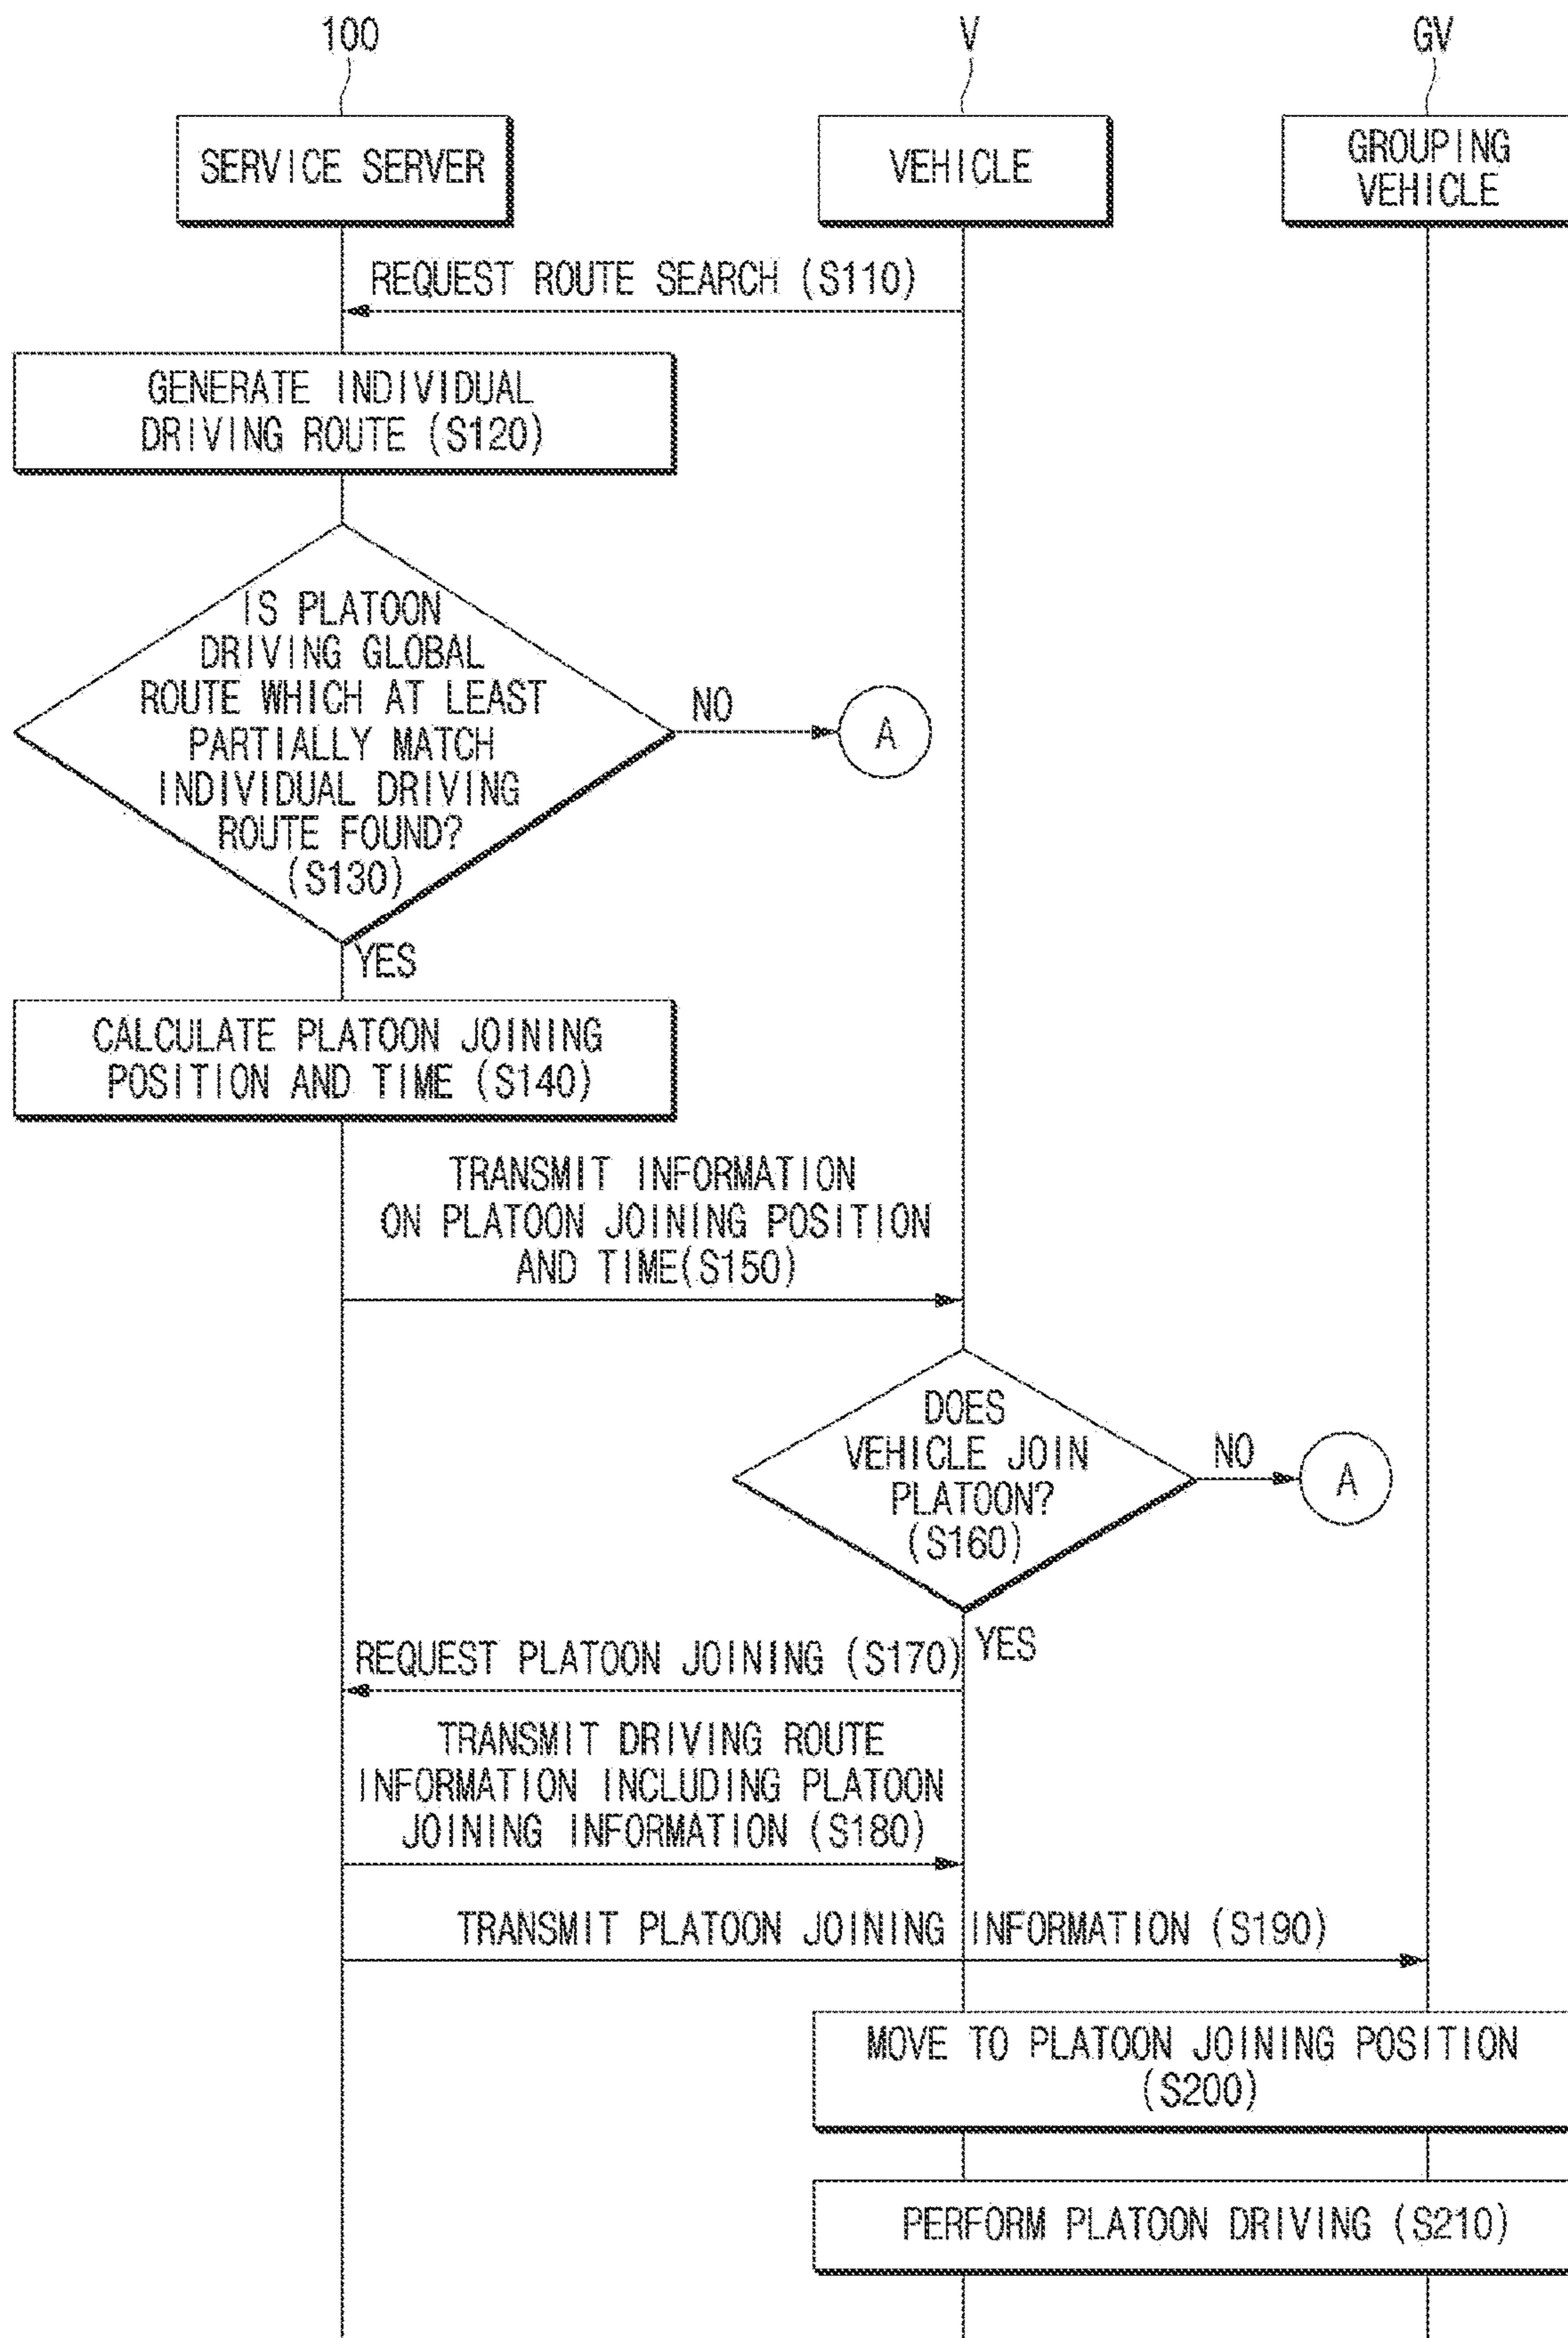 100
V
GV
SERVICE SERVER
VEHICLE
GROUPING
VEHICLE
REQUEST ROUTE SEARCH (S110)
GENERATE INDIVIDUAL
DRIVING ROUTE (S120)
IS PLATOON
DRIVING GLOBAL
ROUTE WHICH AT LEAST
PARTIALLY MATCH
INDIVIDUAL DRIVING
ROUTE FOUND?
(S130)
NO
A
YES
CALCULATE PLATOON JOINING
POSITION AND TIME (S140)
TRANSMIT INFORMATION
ON PLATOON JOINING POSITION
AND TIME(S150)
DOES
VEHICLE JOIN
PLATOON?
(S160)
NO
A
YES
REQUEST PLATOON JOINING (S170)
TRANSMIT DRIVING ROUTE
INFORMATION INCLUDING PLATOON
JOINING INFORMATION (S180)
TRANSMIT PLATOON JOINING INFORMATION (S190)
MOVE TO PLATOON JOINING POSITION
(S200)
PERFORM PLATOON DRIVING (S210)